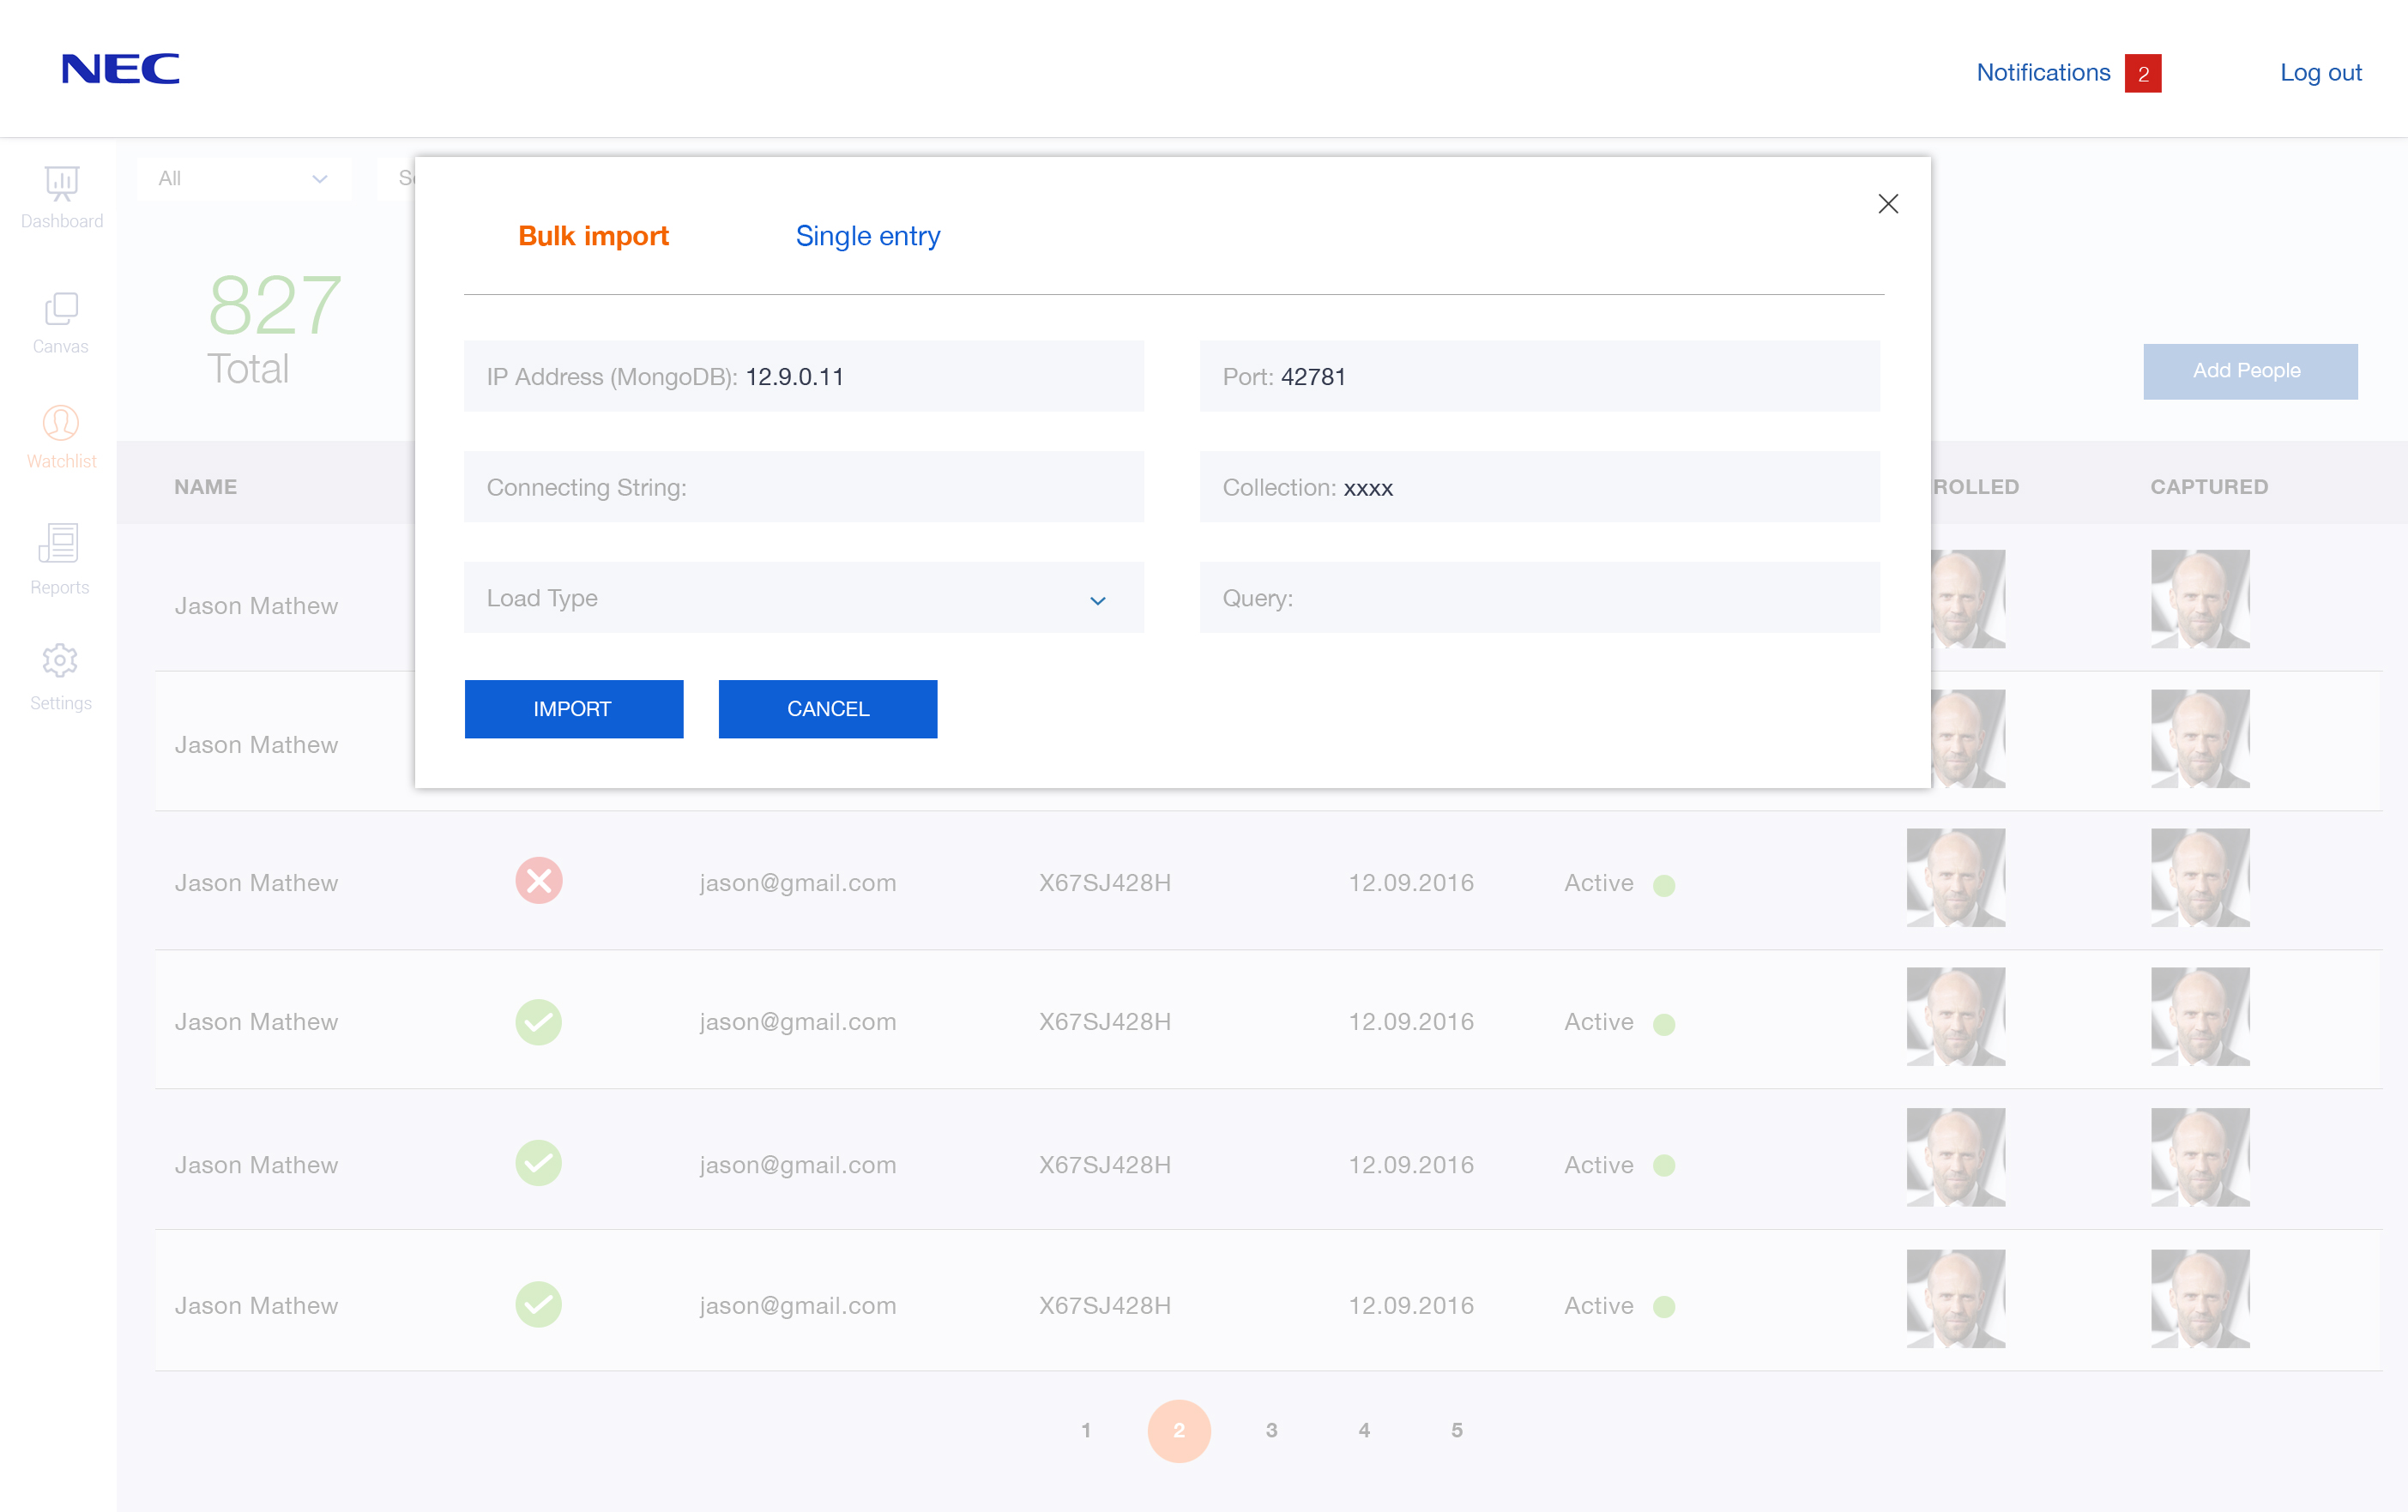 NEC
Notifications 2
Log out
Dashboard
Canvas
Watchlist
Reports
Settings
All
827
Total
Add People
Bulk import
Single entry
IP Address (MongoDB): 12.9.0.11
Port: 42781
Connecting String:
Collection: xxxx
Load Type
Query:
IMPORT
CANCEL
NAME
ROLLED
CAPTURED
Jason Mathew
Jason Mathew
Jason Mathew jason@gmail.com X67SJ428H 12.09.2016 Active
Jason Mathew jason@gmail.com X67SJ428H 12.09.2016 Active
Jason Mathew jason@gmail.com X67SJ428H 12.09.2016 Active
Jason Mathew jason@gmail.com X67SJ428H 12.09.2016 Active
1 2 3 4 5